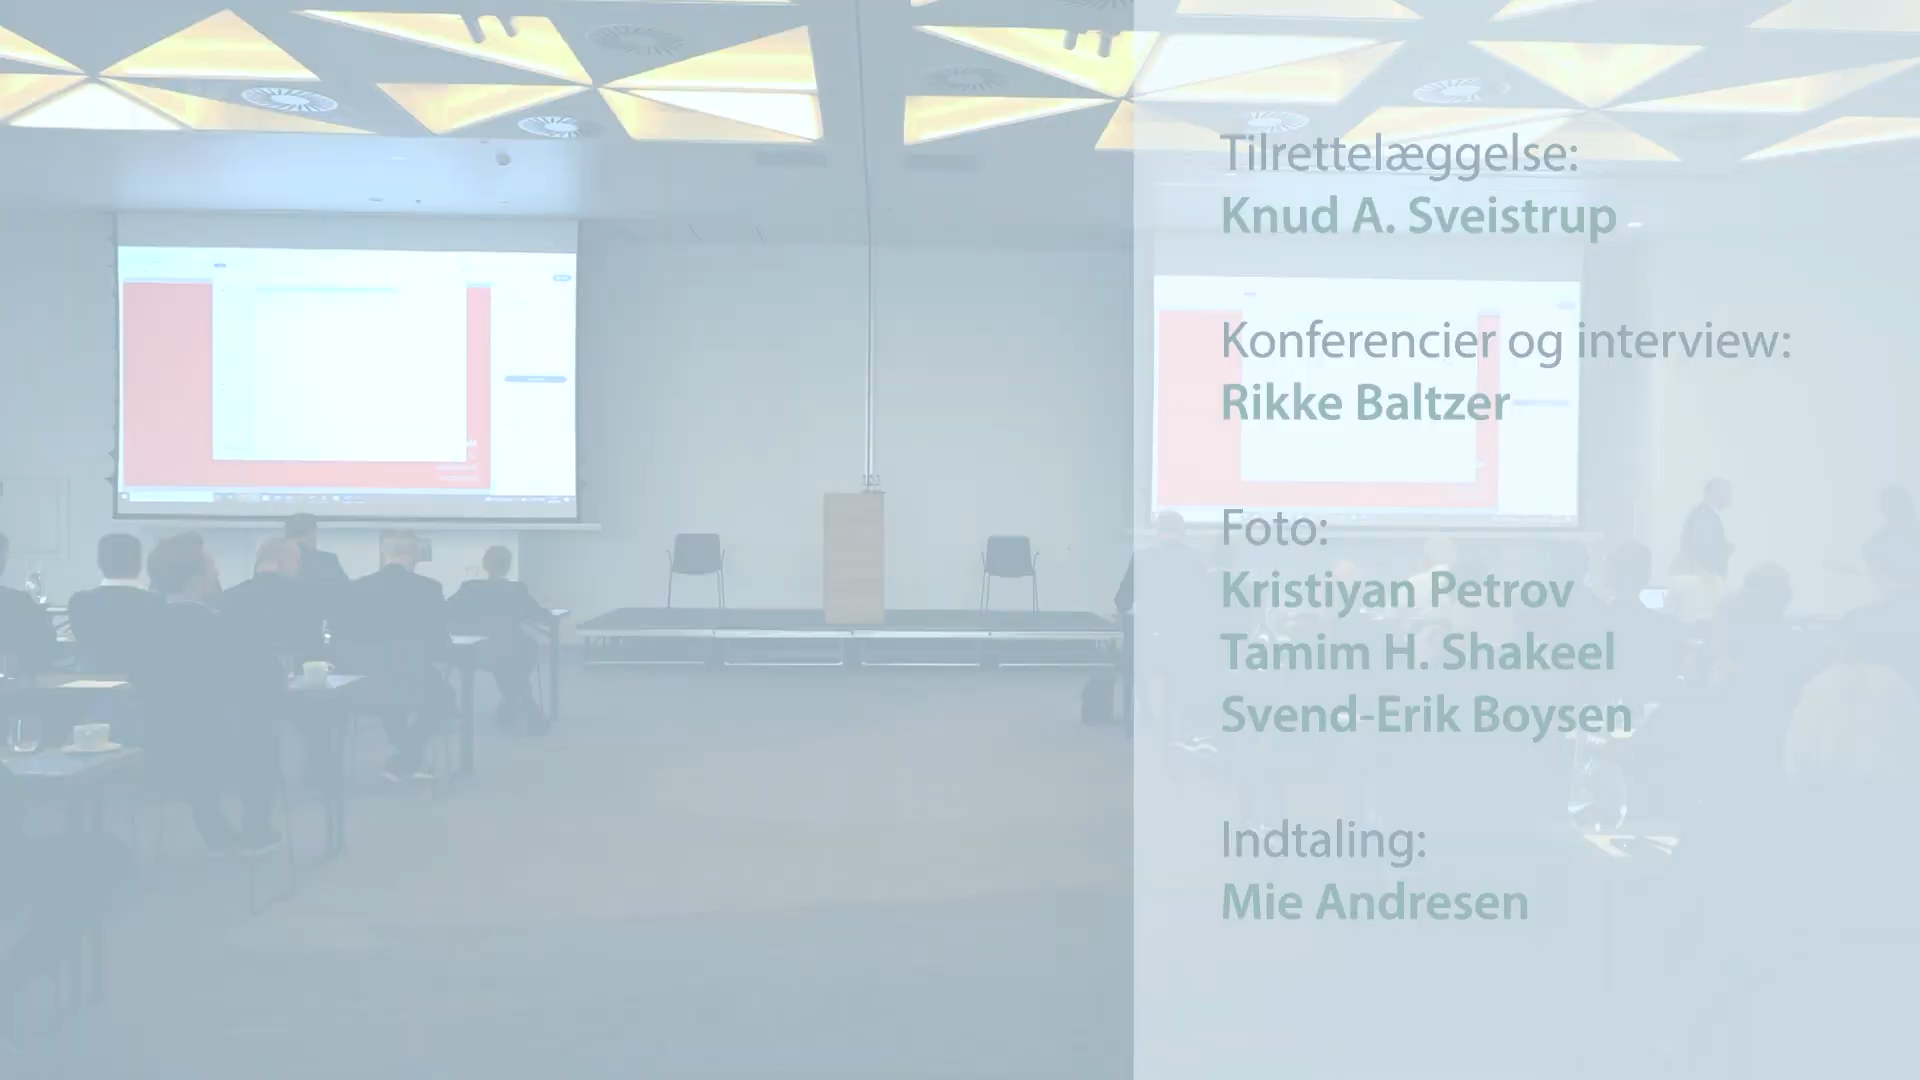 Tilrettelæggelse:
Knud A. Sveistrup
Konferencier og interview:
Rikke Baltzer
Foto:
Kristiyan Petrov
Tamim H. Shakeel
Svend-Erik Boysen
Indtaling:
Mie Andresen